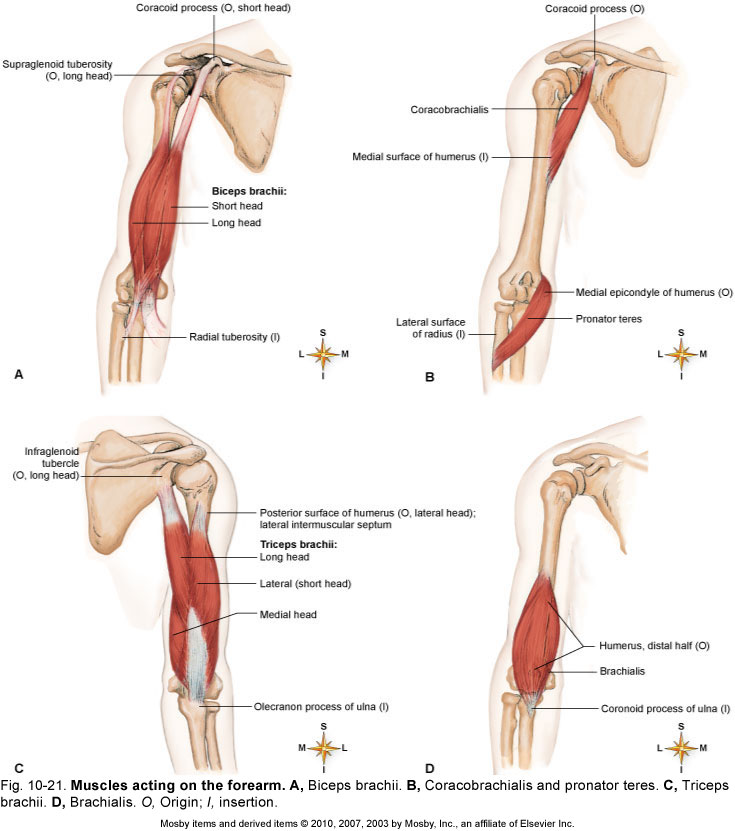 Coracoid process (O, short head)
Supraglenoid tuberosity
(O, long head)
Biceps brachii:
Short head
Long head
Radial tuberosity (I)
S
L
M
I
A
Coracoid process (O)
Coracobrachialis
Medial surface of humerus (I)
Medial epicondyle of humerus (O)
Pronator teres
Lateral surface
of radius (I)
S
L
M
I
B
Infraglenoid
tubercle
(O, long head)
Posterior surface of humerus (O, lateral head);
lateral intermuscular septum
Triceps brachii:
Long head
Lateral (short head)
Medial head
Olecranon process of ulna (I)
S
M
L
I
C
Humerus, distal half (O)
Brachialis
Coronoid process of ulna (I)
S
L
M
I
D
Fig. 10-21. Muscles acting on the forearm. A, Biceps brachii. B, Coracobrachialis and pronator teres. C, Triceps
brachii. D, Brachialis. O, Origin; I, insertion.
Mosby items and derived items © 2010, 2007, 2003 by Mosby, Inc., an affiliate of Elsevier Inc.